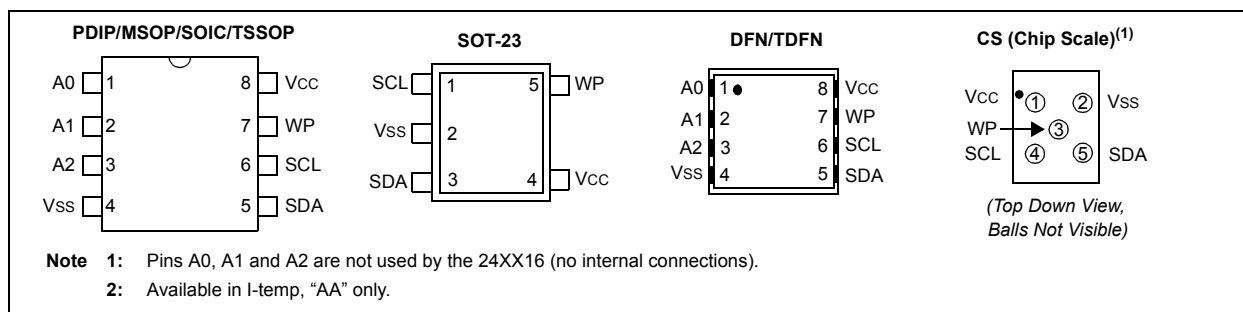 PDIP/MSOP/SOIC/TSSOP
A0 1 8 VCC
A1 2 7 WP
A2 3 6 SCL
VSS 4 5 SDA
SOT-23
SCL 1 5 WP
VSS 2
SDA 3 4 VCC
DFN/TDFN
A0 1 8 VCC
A1 2 7 WP
A2 3 6 SCL
VSS 4 5 SDA
CS (Chip Scale)(1)
VCC 1 2 VSS
WP 3
SCL 4 5 SDA
(Top Down View,
Balls Not Visible)
Note 1: Pins A0, A1 and A2 are not used by the 24XX16 (no internal connections).
2: Available in I-temp, “AA” only.